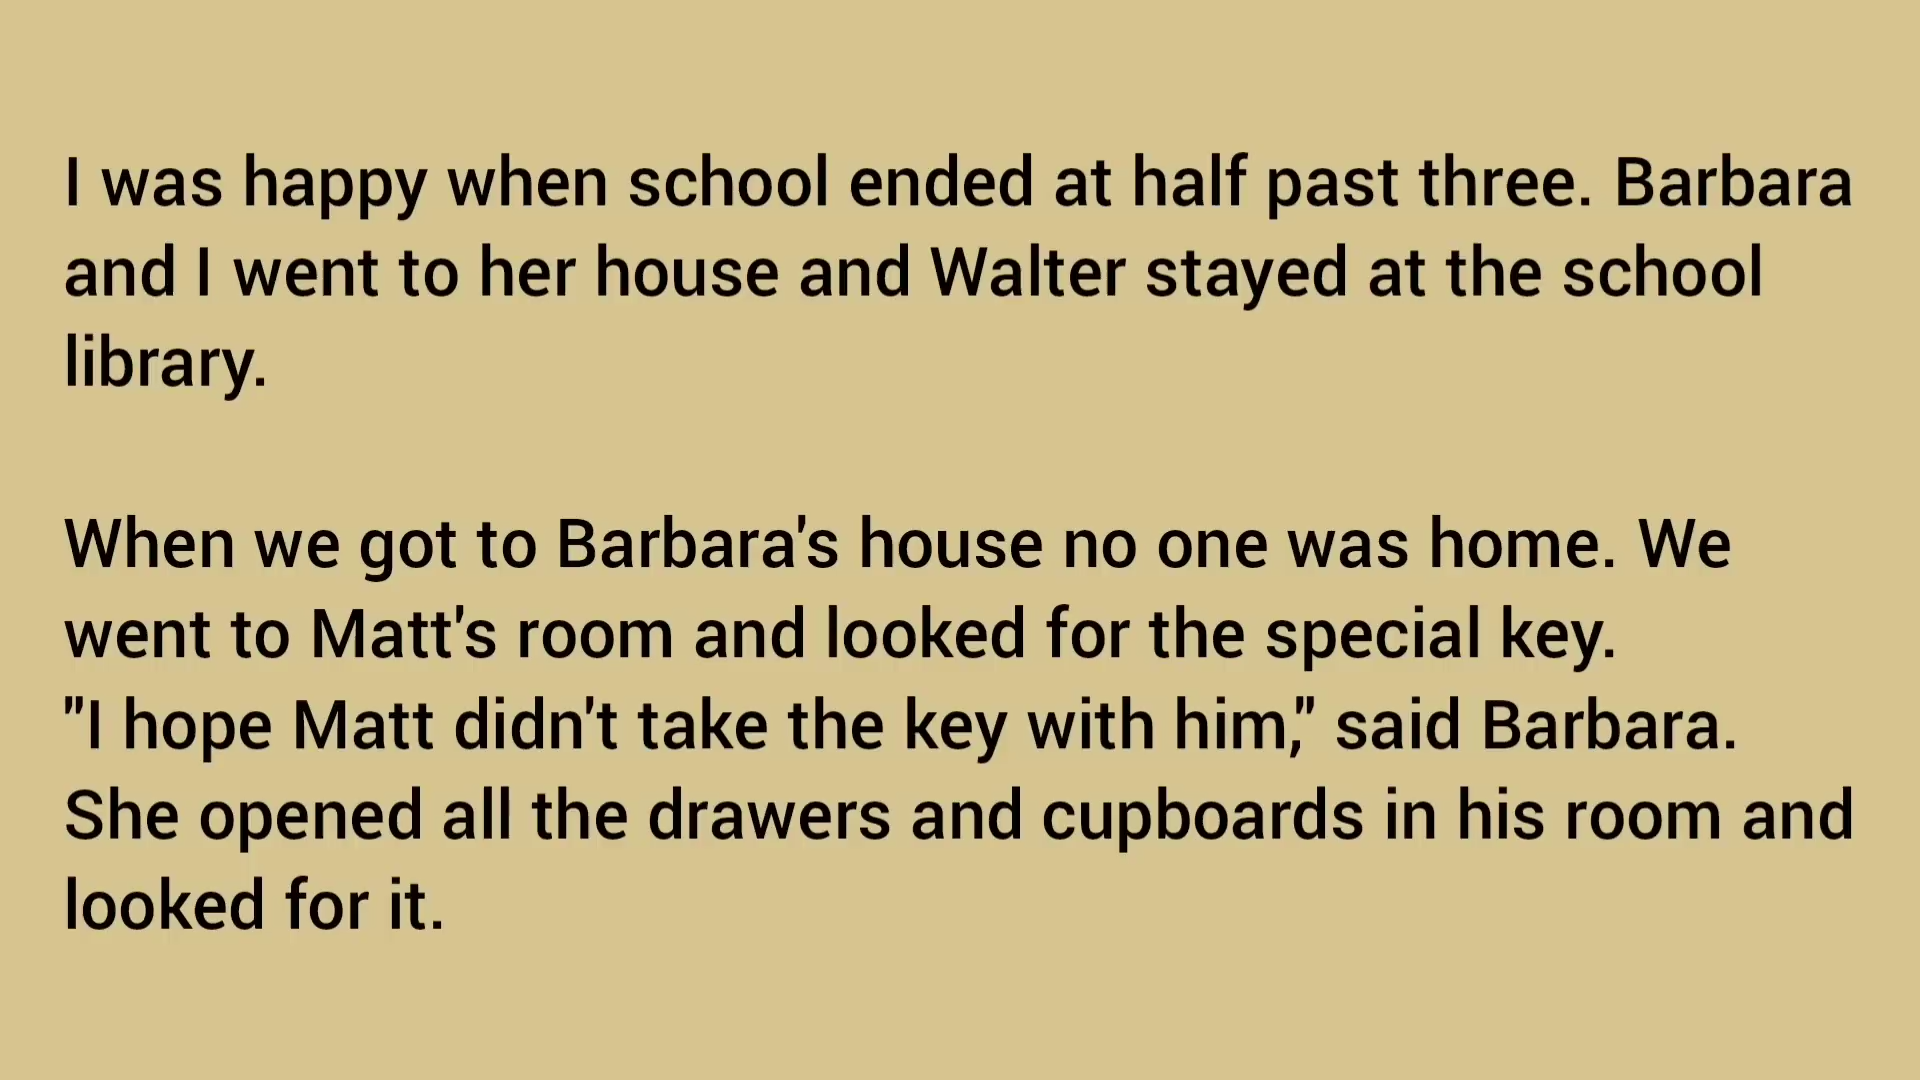 I was happy when school ended at half past three. Barbara
and I went to her house and Walter stayed at the school
library.
When we got to Barbara's house no one was home. We
went to Matt's room and looked for the special key.
"I hope Matt didn't take the key with him," said Barbara.
She opened all the drawers and cupboards in his room and
looked for it.